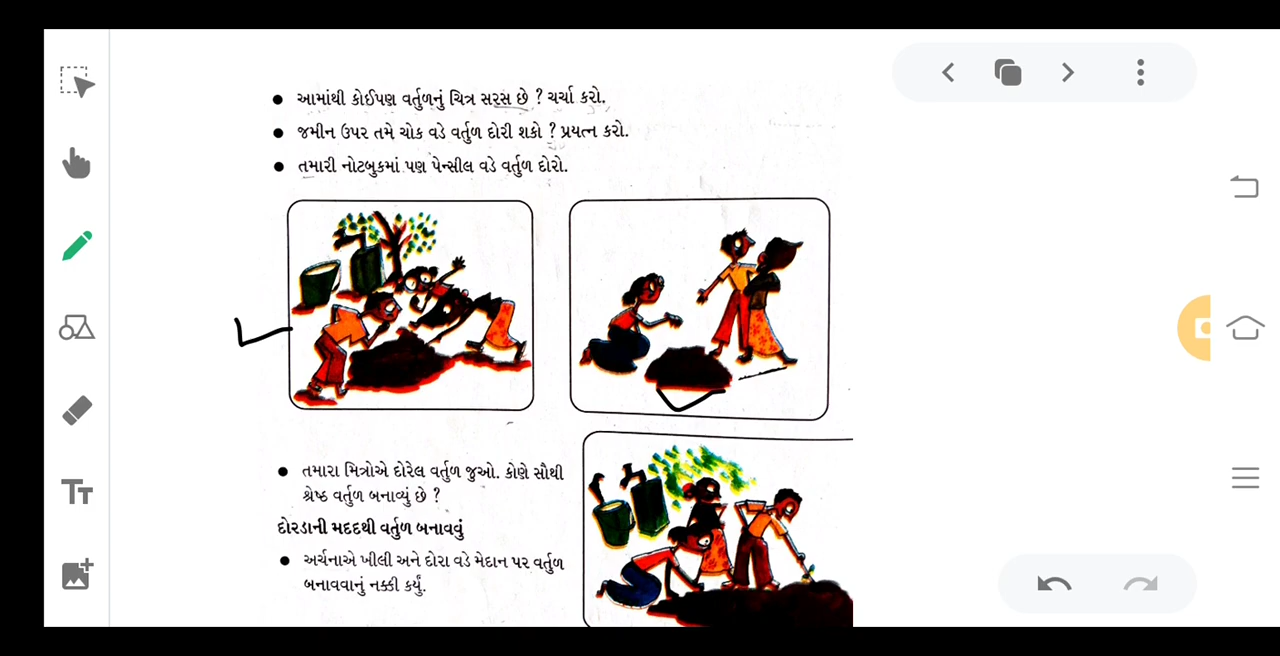 આમાંથી કોઈપણ વર્તુળનું ચિત્ર સરસ છે ? ચર્ચા કરો.
જમીન ઉપર તમે ચોક વડે વર્તુળ દોરી શકો ? પ્રયત્ન કરો.
તમારી નોટબુકમાં પણ પેન્સીલ વડે વર્તુળ દોરો.
તમારા મિત્રોએ દોરેલ વર્તુળ જુઓ. કોણે સૌથી
શ્રેષ્ઠ વર્તુળ બનાવ્યું છે ?
દોરડાની મદદથી વર્તુળ બનાવવું
અર્ચનાએ ખીલી અને દોરા વડે મેદાન પર વર્તુળ
બનાવવાનું નક્કી કર્યું.
TT